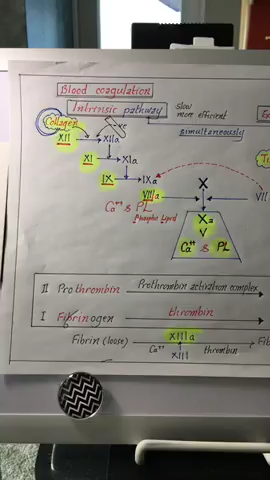 Blood coagulation
Intrinsic pathway
slow
more efficient
simultaneously
Collagen
-ve
XII XIIa
XI XIa
IX IXa
VIIIa
Ca++ & PL
Phospho Lipid
X
VII
Xa
V
Ca++ & PL
II Prothrombin Prothrombin activation complex
I Fibrinogen thrombin
Fibrin (loose) XIIIa
Ca++ XIII thrombin